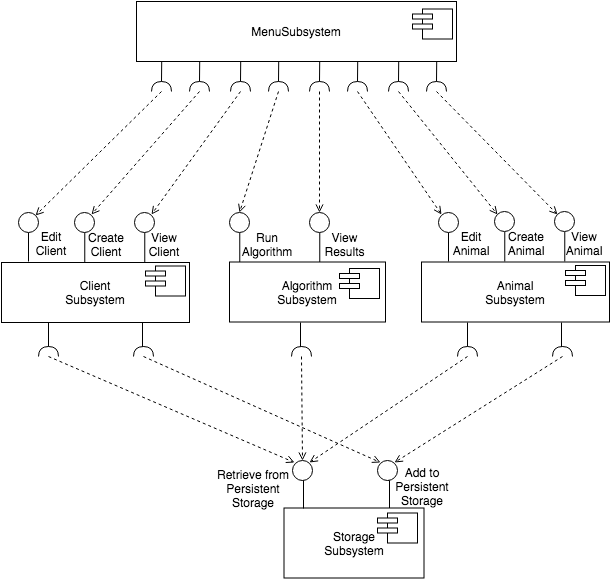 MenuSubsystem
Edit
Client
Create
Client
View
Client
Run
Algorithm
View
Results
Edit
Animal
Create
Animal
View
Animal
Client
Subsystem
Algorithm
Subsystem
Animal
Subsystem
Retrieve from
Persistent
Storage
Add to
Persistent
Storage
Storage
Subsystem